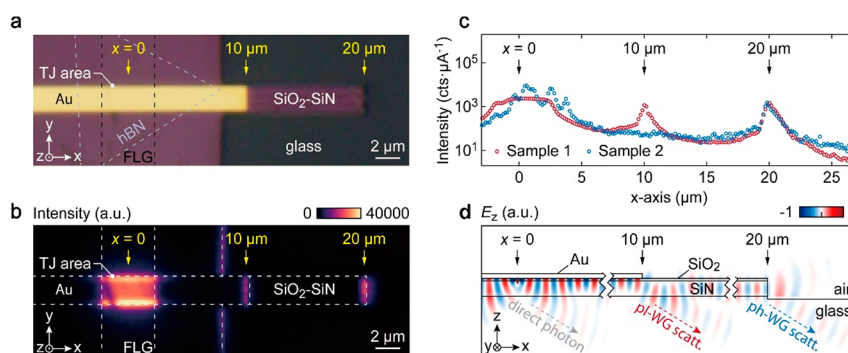 a
x = 0
10 μm
20 μm
TJ area
Au
SiO₂-SiN
hBN
glass
FLG
y
z
x
2 μm
b Intensity (a.u.)
0
40000
x = 0
10 μm
20 μm
TJ area
Au
SiO₂-SiN
y
z
x
FLG
2 μm
c
Intensity (cts·μA⁻¹)
x = 0
10 μm
20 μm
10⁵
10³
10¹
Sample 1
Sample 2
0
5
10
15
20
25
x-axis (μm)
d Ez (a.u.)
-1
1
x = 0
10 μm
20 μm
Au
SiO₂
SiN
air
glass
direct photon
pl-WG scatt.
ph-WG scatt.
z
y
x